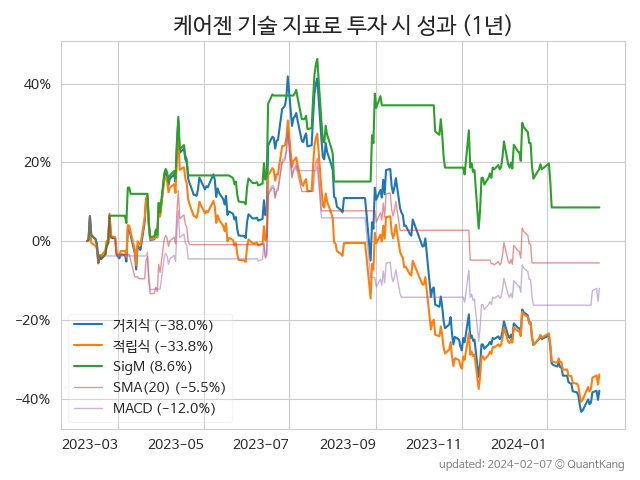 케어젠 기술 지표로 투자 시 성과 (1년)
40%
20%
0%
−20%
−40%
거치식 (−38.0%)
적립식 (−33.8%)
SigM (8.6%)
SMA(20) (−5.5%)
MACD (−12.0%)
2023-03 2023-05 2023-07 2023-09 2023-11 2024-01
updated: 2024-02-07 © QuantKang